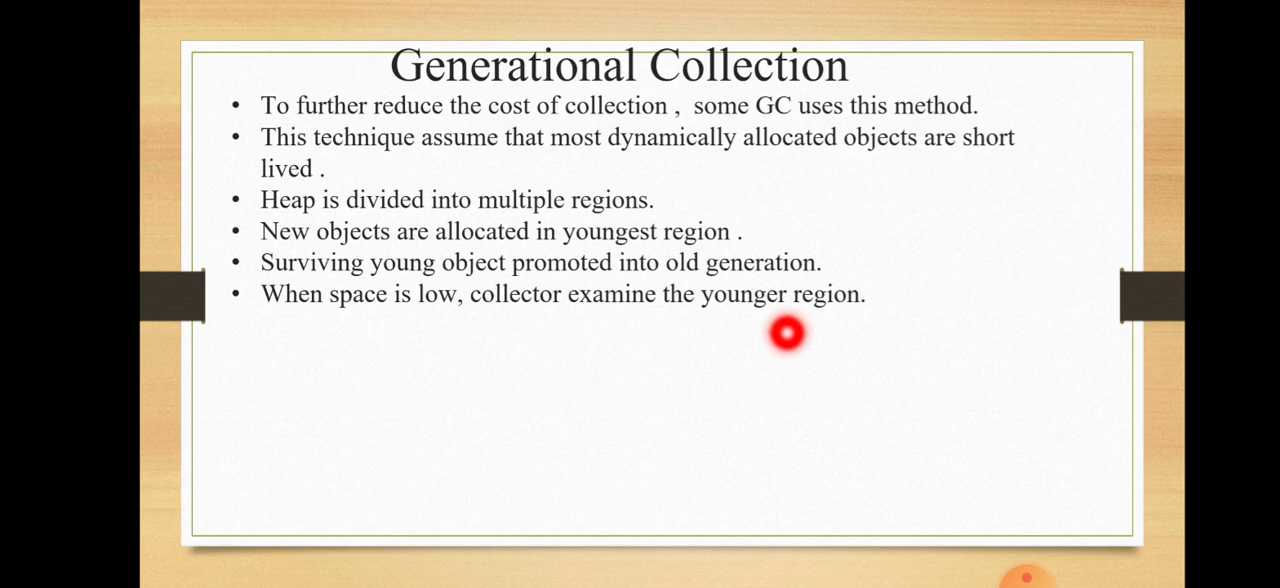 Generational Collection
• To further reduce the cost of collection , some GC uses this method.
• This technique assume that most dynamically allocated objects are short
lived .
• Heap is divided into multiple regions.
• New objects are allocated in youngest region .
• Surviving young object promoted into old generation.
• When space is low, collector examine the younger region.